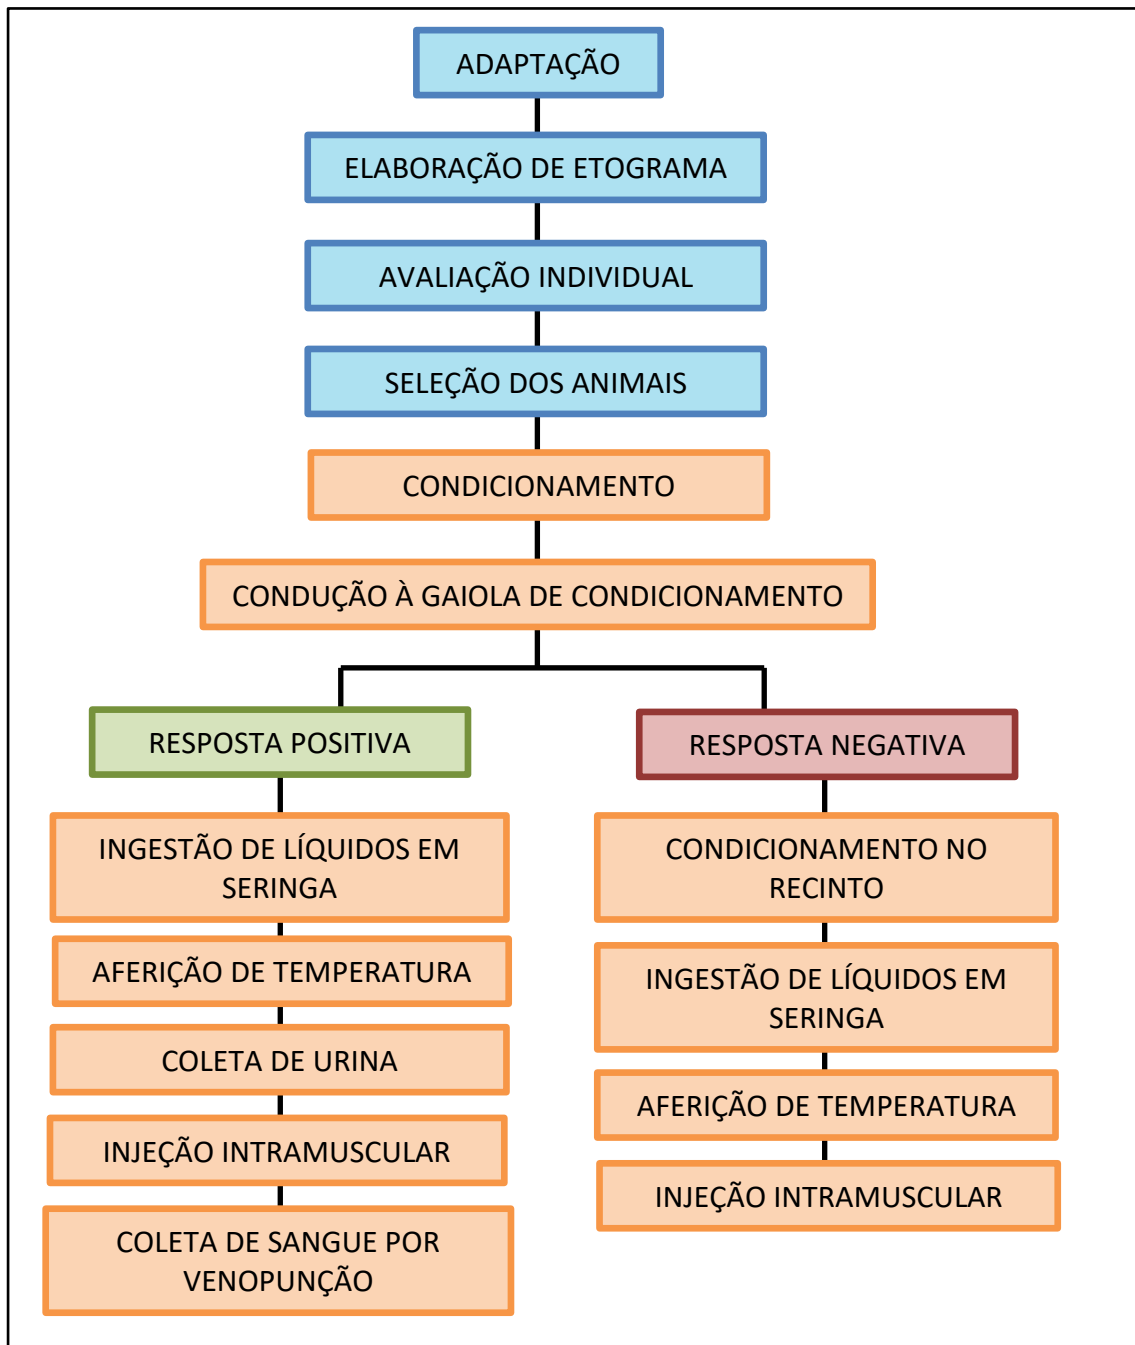 ADAPTAÇÃO
ELABORAÇÃO DE ETOGRAMA
AVALIAÇÃO INDIVIDUAL
SELEÇÃO DOS ANIMAIS
CONDICIONAMENTO
CONDUÇÃO À GAIOLA DE CONDICIONAMENTO
RESPOSTA POSITIVA
INGESTÃO DE LÍQUIDOS EM
SERINGA
AFERIÇÃO DE TEMPERATURA
COLETA DE URINA
INJEÇÃO INTRAMUSCULAR
COLETA DE SANGUE POR
VENOPUNÇÃO
RESPOSTA NEGATIVA
CONDICIONAMENTO NO
RECINTO
INGESTÃO DE LÍQUIDOS EM
SERINGA
AFERIÇÃO DE TEMPERATURA
INJEÇÃO INTRAMUSCULAR